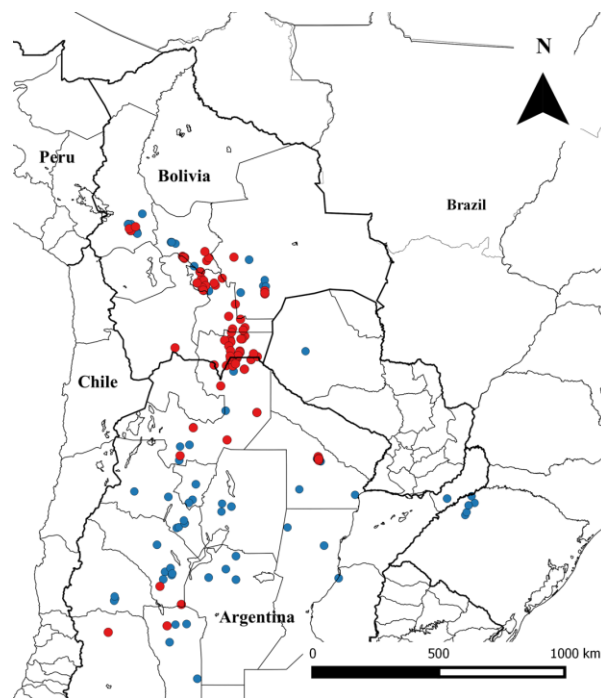 N
Peru
Bolivia
Brazil
Chile
Argentina
0 500 1000 km